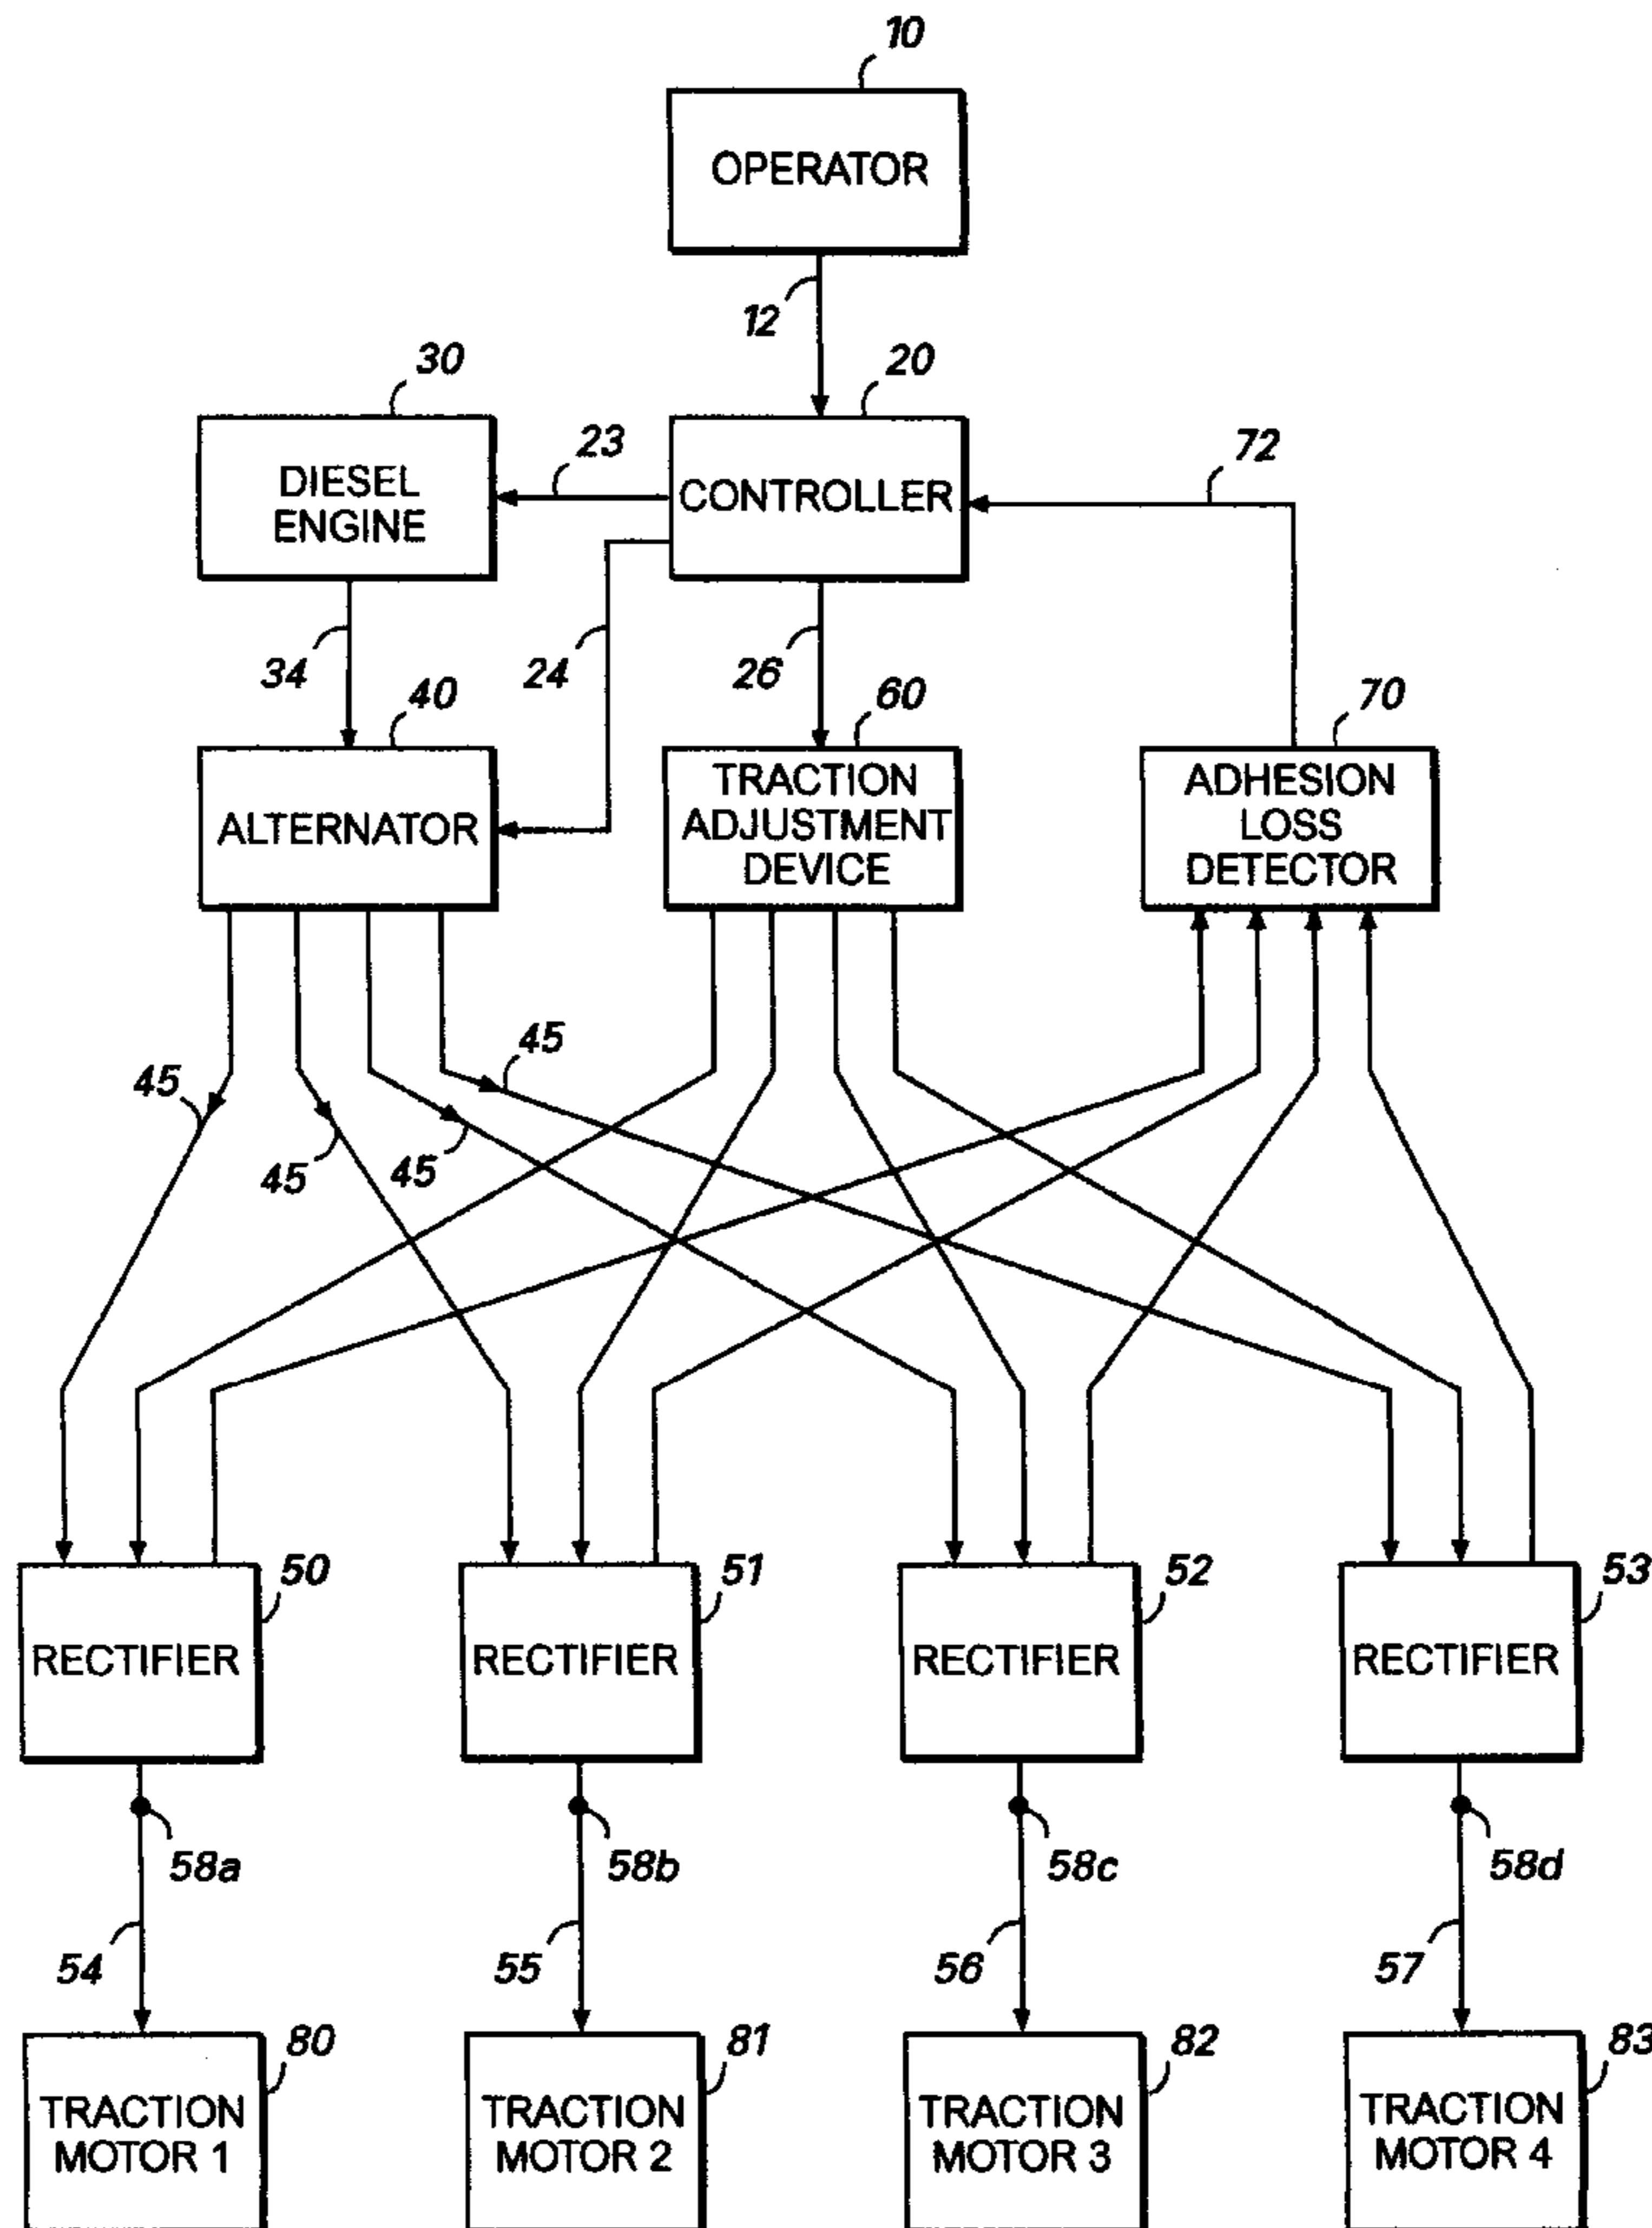 10
OPERATOR
12
30
20
23
72
DIESEL
ENGINE
CONTROLLER
34
24
26
40
60
70
ALTERNATOR
TRACTION
ADJUSTMENT
DEVICE
ADHESION
LOSS
DETECTOR
45
45
45
45
50
51
52
53
RECTIFIER
RECTIFIER
RECTIFIER
RECTIFIER
58a
58b
58c
58d
54
55
56
57
80
81
82
83
TRACTION
MOTOR 1
TRACTION
MOTOR 2
TRACTION
MOTOR 3
TRACTION
MOTOR 4